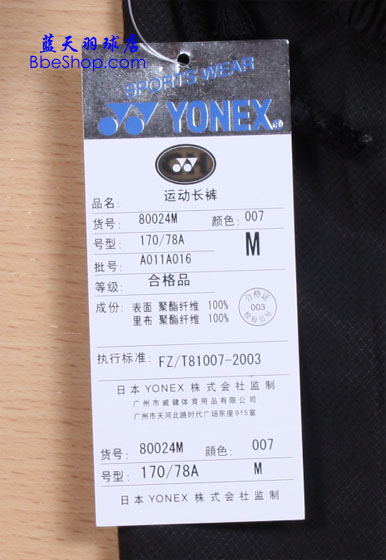 蓝天羽球店
BbeShop.com
SPORTS WEAR
YONEX
品名: 运动长裤
货号: 80024M 颜色: 007
号型: 170/78A M
批号: A011A016
等级: 合格品
成份: 表面 聚酯纤维 100%
里布 聚酯纤维 100%
合格证
003
执行标准: FZ/T81007-2003
日本 YONEX 株式会社监制
广州市威健体育用品有限公司
广州市天河北路时代广场东座915室
货号: 80024M 颜色: 007
号型: 170/78A M
日本 YONEX 株式会社监制